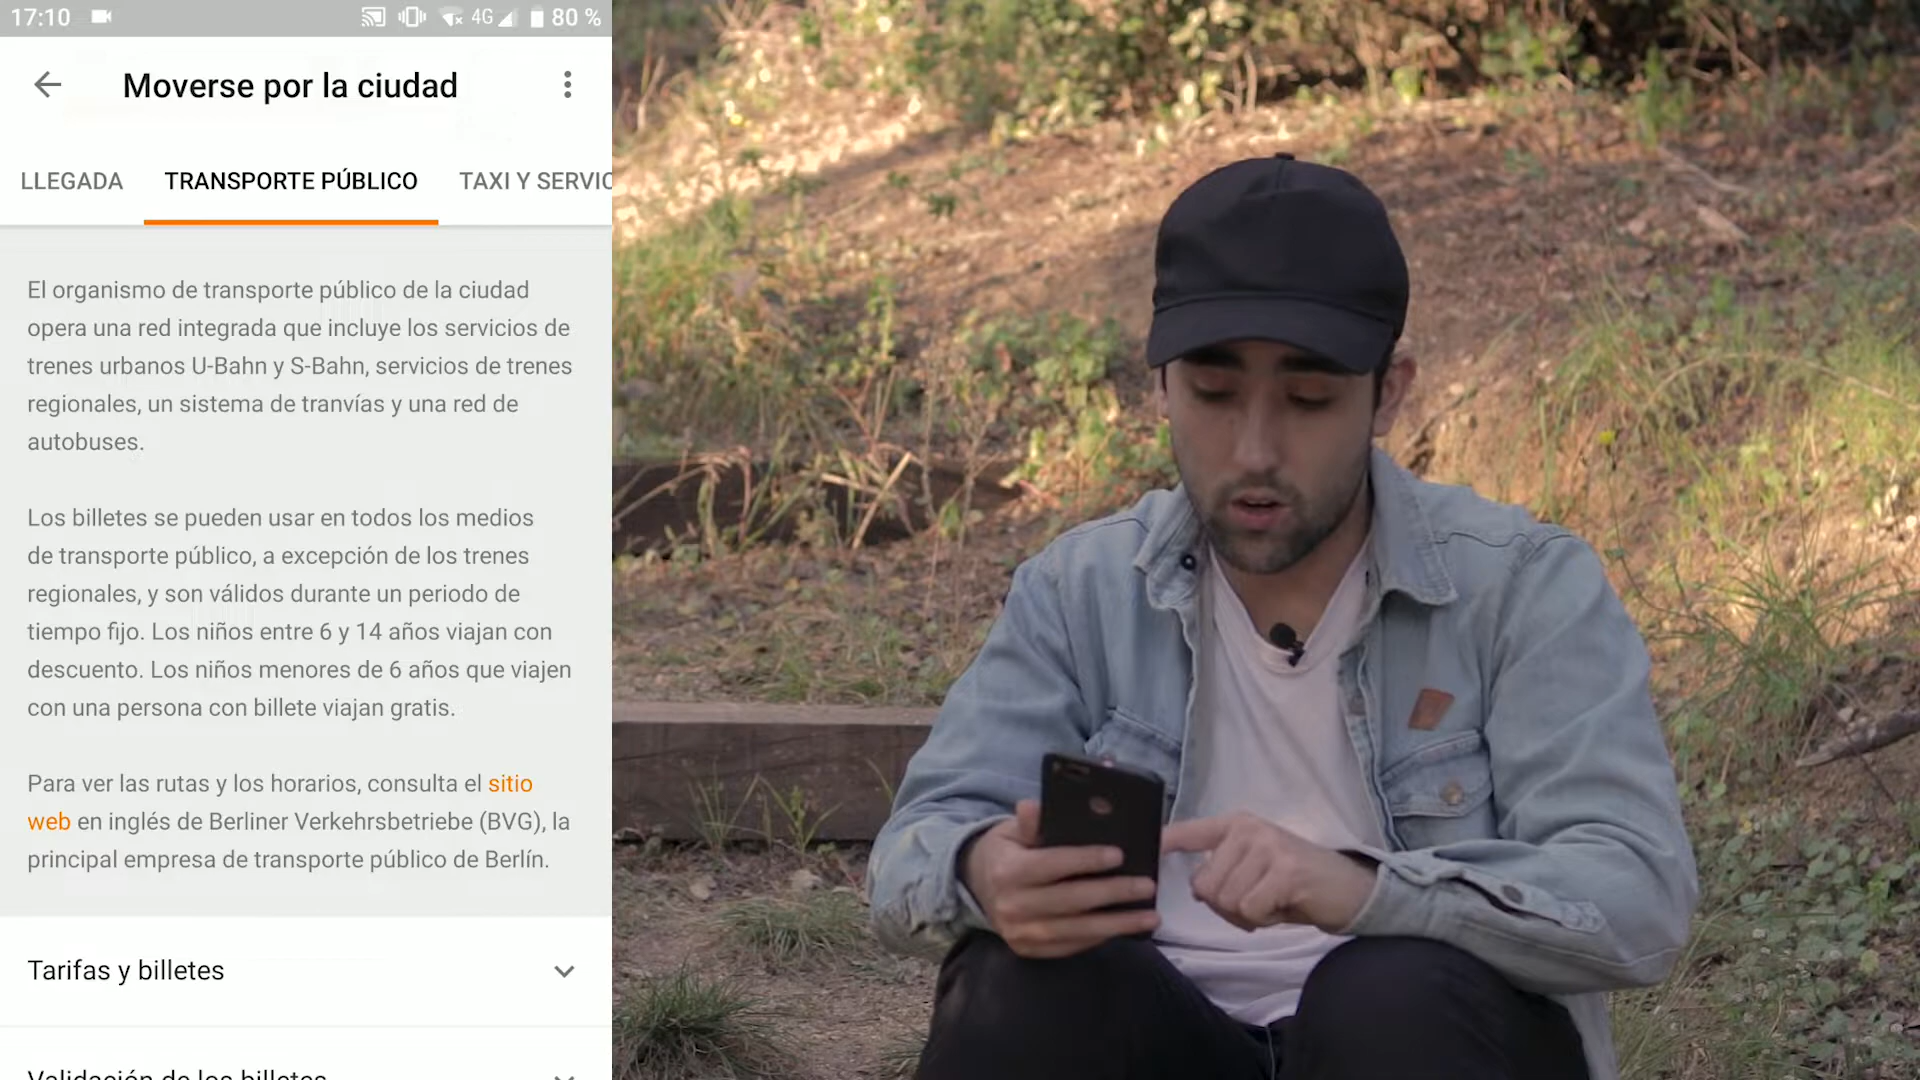 17:10 4G 80 %
Moverse por la ciudad
LLEGADA TRANSPORTE PÚBLICO TAXI Y SERVIC
El organismo de transporte público de la ciudad
opera una red integrada que incluye los servicios de
trenes urbanos U-Bahn y S-Bahn, servicios de trenes
regionales, un sistema de tranvías y una red de
autobuses.
Los billetes se pueden usar en todos los medios
de transporte público, a excepción de los trenes
regionales, y son válidos durante un periodo de
tiempo fijo. Los niños entre 6 y 14 años viajan con
descuento. Los niños menores de 6 años que viajen
con una persona con billete viajan gratis.
Para ver las rutas y los horarios, consulta el sitio
web en inglés de Berliner Verkehrsbetriebe (BVG), la
principal empresa de transporte público de Berlín.
Tarifas y billetes
Validación de los billetes